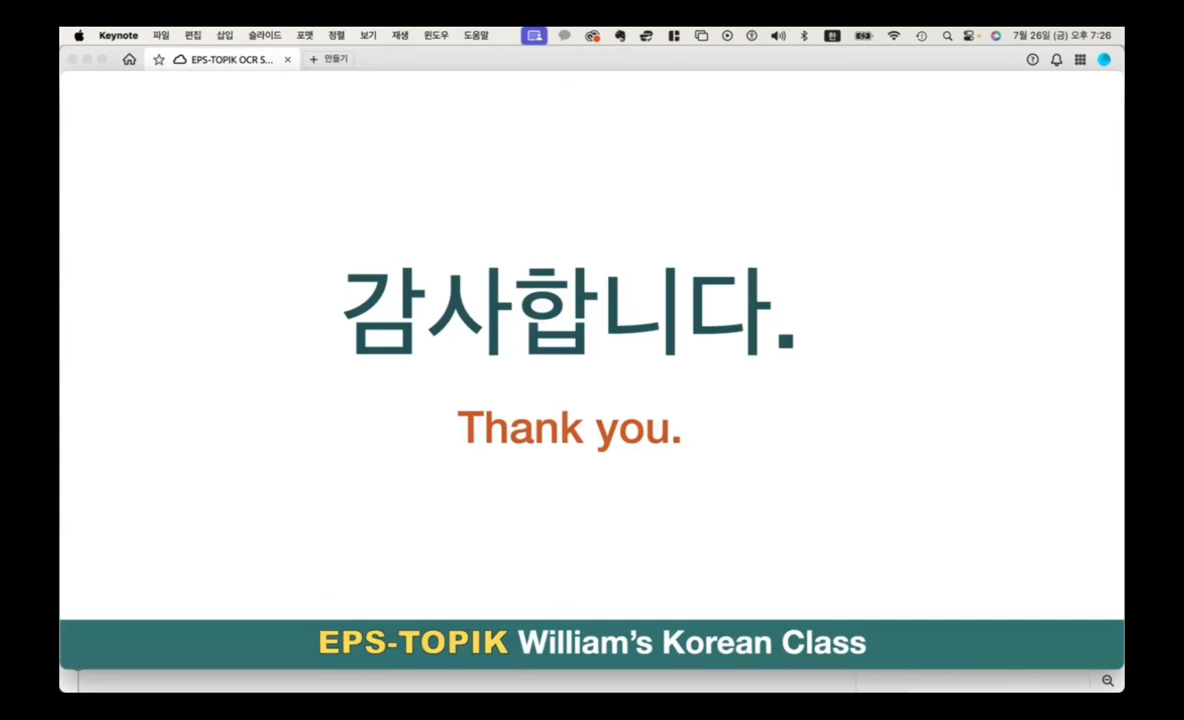 Keynote 파일 편집 삽입 슬라이드 포맷 정렬 보기 재생 윈도우 도움말 한 7월 26일 (금) 오후 7:26
EPS-TOPIK OCR S... × + 만들기
감사합니다.
Thank you.
EPS-TOPIK William's Korean Class